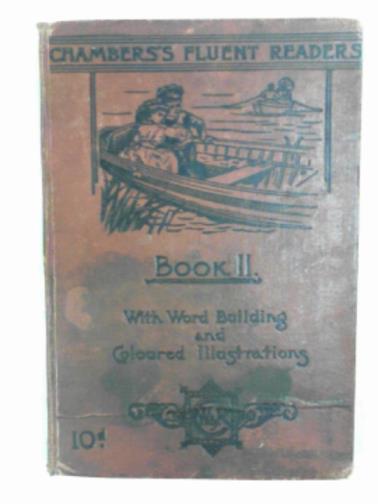 CHAMBERS'S FLUENT READERS
BOOK II.
With Word Building
and
Coloured Illustrations
10d